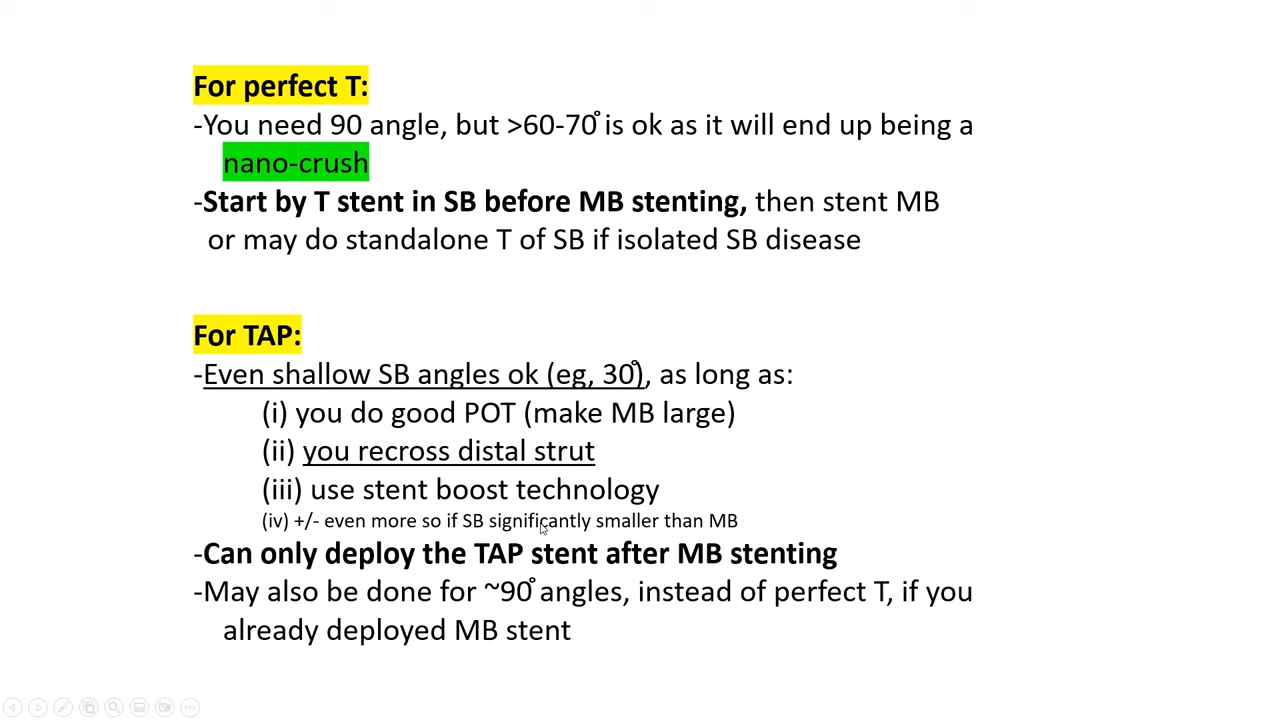 For perfect T:
-You need 90 angle, but >60-70° is ok as it will end up being a
nano-crush
-Start by T stent in SB before MB stenting, then stent MB
or may do standalone T of SB if isolated SB disease
For TAP:
-Even shallow SB angles ok (eg, 30°), as long as:
(i) you do good POT (make MB large)
(ii) you recross distal strut
(iii) use stent boost technology
(iv) +/- even more so if SB significantly smaller than MB
-Can only deploy the TAP stent after MB stenting
-May also be done for ~90° angles, instead of perfect T, if you
already deployed MB stent